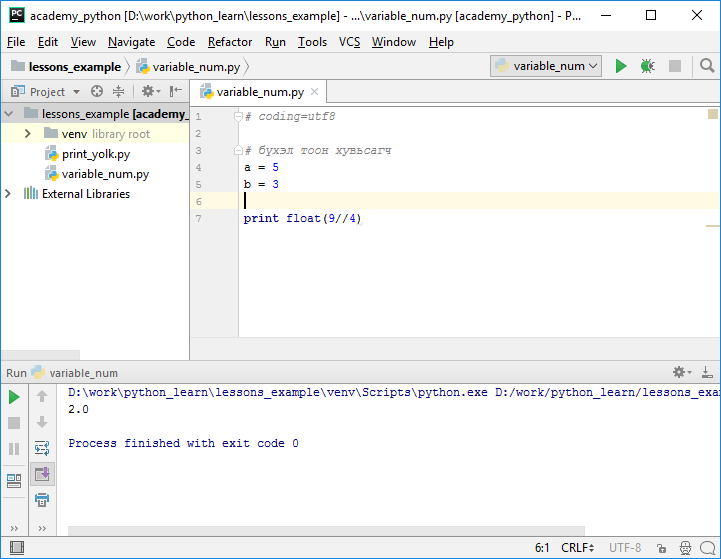 academy_python [D:\work\python_learn\lessons_example] - ...\variable_num.py [academy_python] - P...
File Edit View Navigate Code Refactor Run Tools VCS Window Help
lessons_example variable_num.py variable_num
Project variable_num.py
lessons_example [academy_
venv library root
print_yolk.py
variable_num.py
External Libraries
1 # coding=utf8
2
3 # бүхэл тоон хувьсагч
4 a = 5
5 b = 3
6
7 print float(9//4)
Run variable_num
D:\work\python_learn\lessons_example\venv\Scripts\python.exe D:/work/python_learn/lessons_exa
2.0
Process finished with exit code 0
6:1 CRLF UTF-8